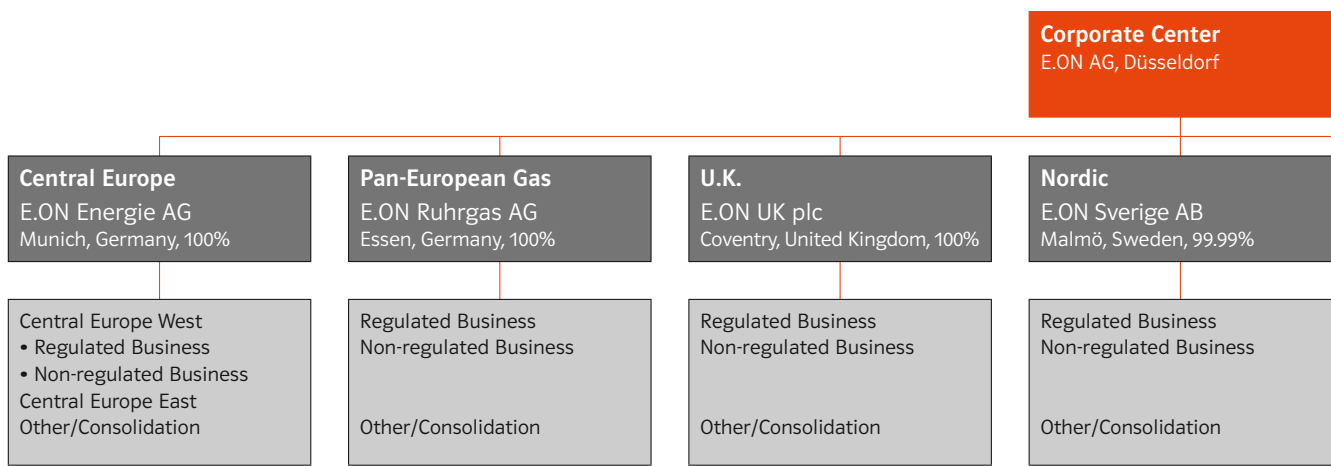 Corporate Center
E.ON AG, Düsseldorf
Central Europe
E.ON Energie AG
Munich, Germany, 100%
Pan-European Gas
E.ON Ruhrgas AG
Essen, Germany, 100%
U.K.
E.ON UK plc
Coventry, United Kingdom, 100%
Nordic
E.ON Sverige AB
Malmö, Sweden, 99.99%
Central Europe West
• Regulated Business
• Non-regulated Business
Central Europe East
Other/Consolidation
Regulated Business
Non-regulated Business
Other/Consolidation
Regulated Business
Non-regulated Business
Other/Consolidation
Regulated Business
Non-regulated Business
Other/Consolidation